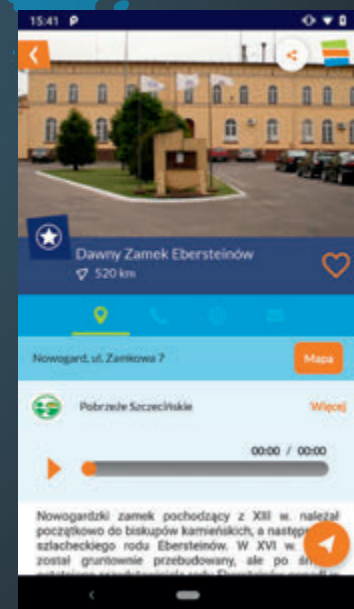 15:41
Dawny Zamek Ebersteinów
520 km
Nowogard, ul. Zamkowa 7
Mapa
Pobrzeże Szczecińskie
Więcej
00:00 / 00:00
Nowogardzki zamek pochodzący z XIII w. należał
początkowo do biskupów kamieńskich, a następ
szlacheckiego rodu Ebersteinów. W XVI w.
został gruntownie przebudowany, ale po